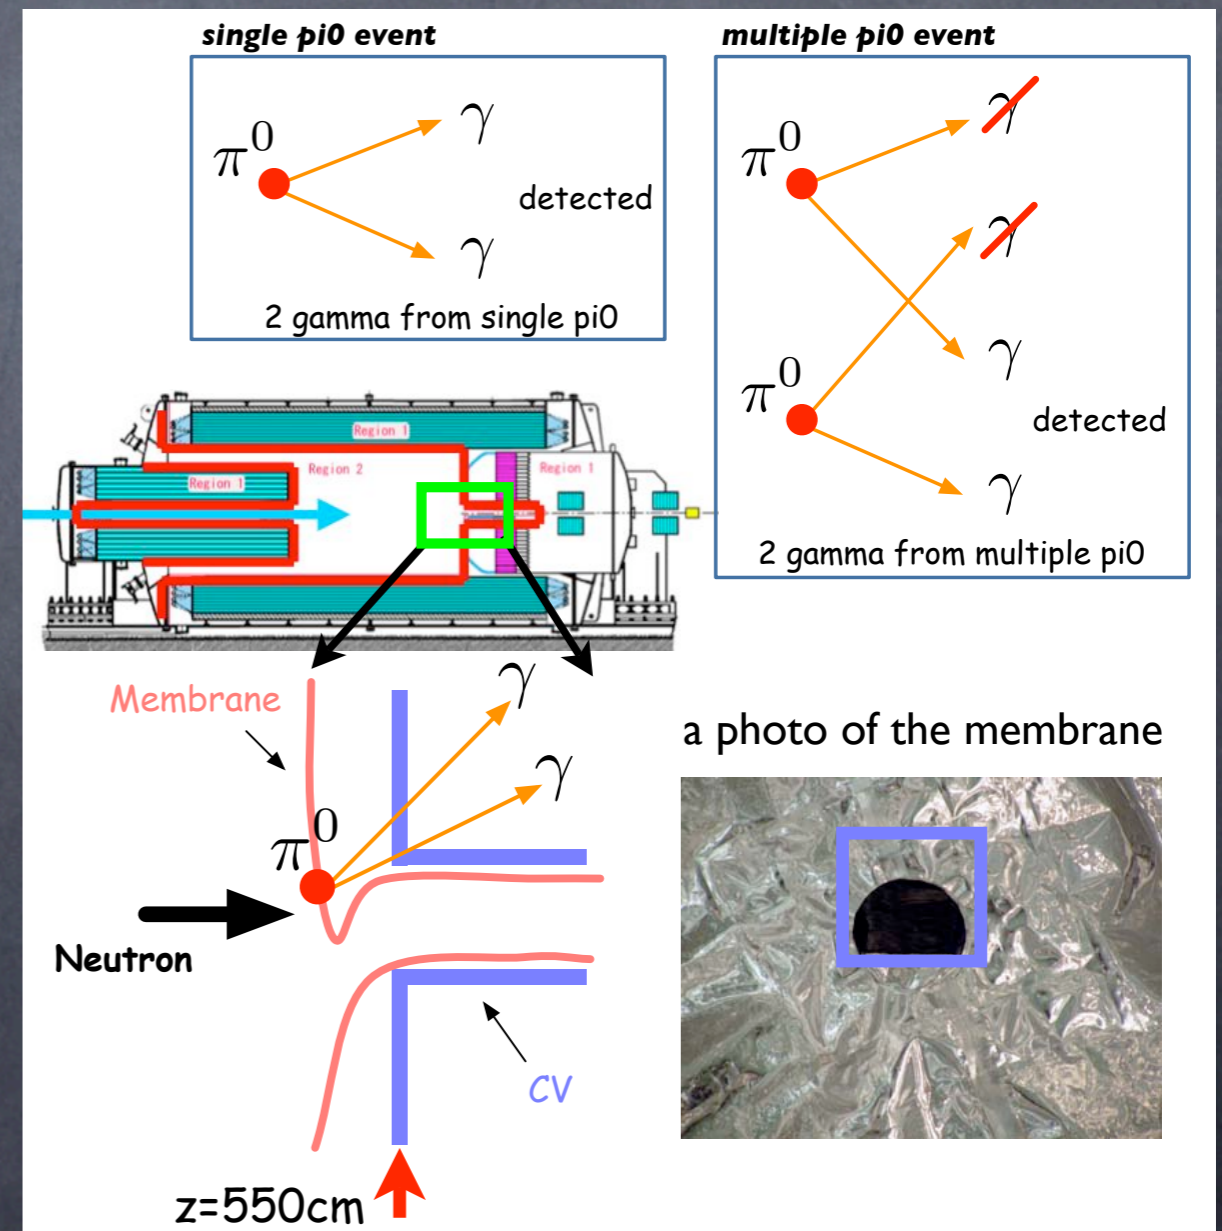 single pi0 event
π⁰
γ
γ
detected
2 gamma from single pi0
multiple pi0 event
π⁰
γ
γ
π⁰
γ
detected
γ
2 gamma from multiple pi0
Region 1
Region 2
Region 1
Region 1
Membrane
γ
γ
π⁰
Neutron
CV
z=550cm
a photo of the membrane